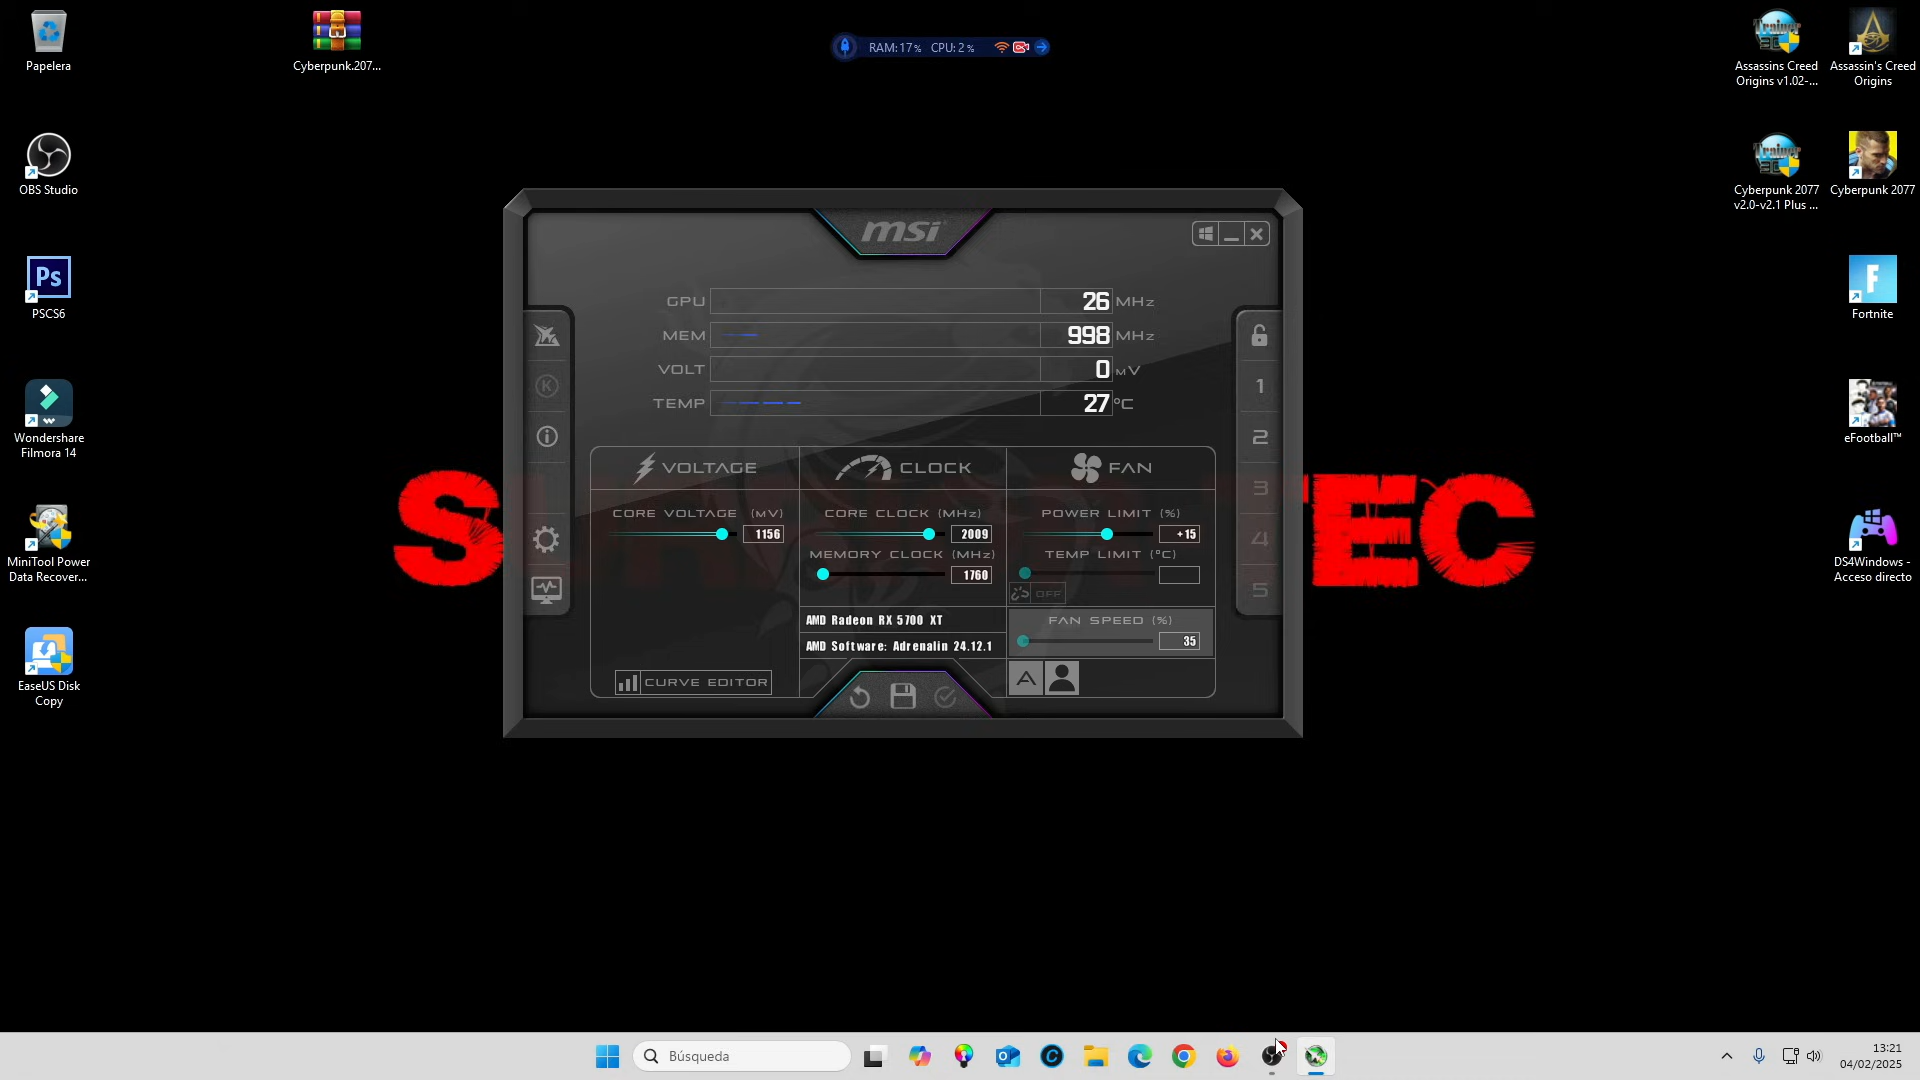 Papelera
Cyberpunk.207...
RAM: 17% CPU: 2%
Assassins Creed
Origins v1.02-...
Assassin's Creed
Origins
OBS Studio
Trainer
Cyberpunk 2077
v2.0-v2.1 Plus ...
Cyberpunk 2077
msi
GPU 26 MHz
MEM 998 MHz
VOLT 0 mV
TEMP 27 °C
Ps
PSCS6
F
Fortnite
K
1
2
3
4
5
VOLTAGE
CLOCK
FAN
CORE VOLTAGE (MV)
1156
CORE CLOCK (MHz)
2009
MEMORY CLOCK (MHz)
1760
POWER LIMIT (%)
+15
TEMP LIMIT (°C)
OFF
AMD Radeon RX 5700 XT
AMD Software: Adrenalin 24.12.1
FAN SPEED (%)
35
CURVE EDITOR
A
S
TEC
Wondershare
Filmora 14
eFootball™
MiniTool Power
Data Recover...
DS4Windows -
Acceso directo
EaseUS Disk
Copy
Búsqueda
13:21
04/02/2025